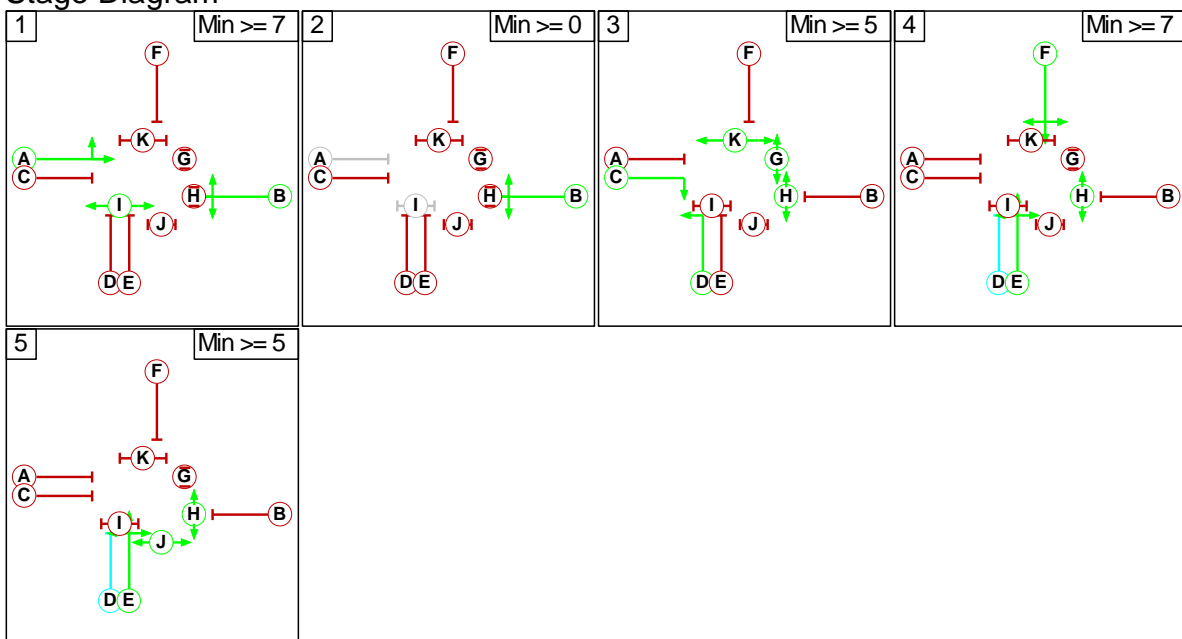 Stage Diagram
1 Min >= 7
F
K
A
G
C
H B
I
J
D E
2 Min >= 0
F
K
A
G
C
H B
I
J
D E
3 Min >= 5
F
K
A
G
C
H B
I
J
D E
4 Min >= 7
F
K
A
G
C
H B
I
J
D E
5 Min >= 5
F
K
A
G
C
H B
I
J
D E